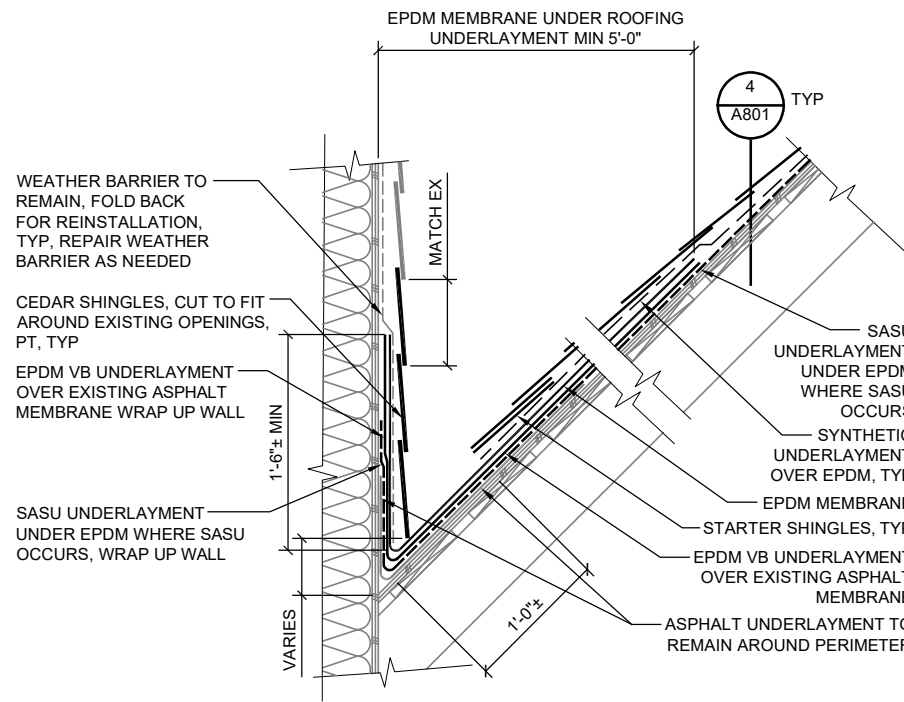 EPDM MEMBRANE UNDER ROOFING
UNDERLAYMENT MIN 5'-0"
4
A801
TYP
WEATHER BARRIER TO
REMAIN, FOLD BACK
FOR REINSTALLATION,
TYP, REPAIR WEATHER
BARRIER AS NEEDED
MATCH EX
CEDAR SHINGLES, CUT TO FIT
AROUND EXISTING OPENINGS,
PT, TYP
EPDM VB UNDERLAYMENT
OVER EXISTING ASPHALT
MEMBRANE WRAP UP WALL
1'-6"± MIN
SASU UNDERLAYMENT
UNDER EPDM WHERE SASU
OCCURS, WRAP UP WALL
VARIES
1'-0"±
SASU
UNDERLAYMENT
UNDER EPDM
WHERE SASU
OCCURS
SYNTHETIC
UNDERLAYMENT
OVER EPDM, TYP
EPDM MEMBRANE
STARTER SHINGLES, TYP
EPDM VB UNDERLAYMENT
OVER EXISTING ASPHALT
MEMBRANE
ASPHALT UNDERLAYMENT TO
REMAIN AROUND PERIMETER